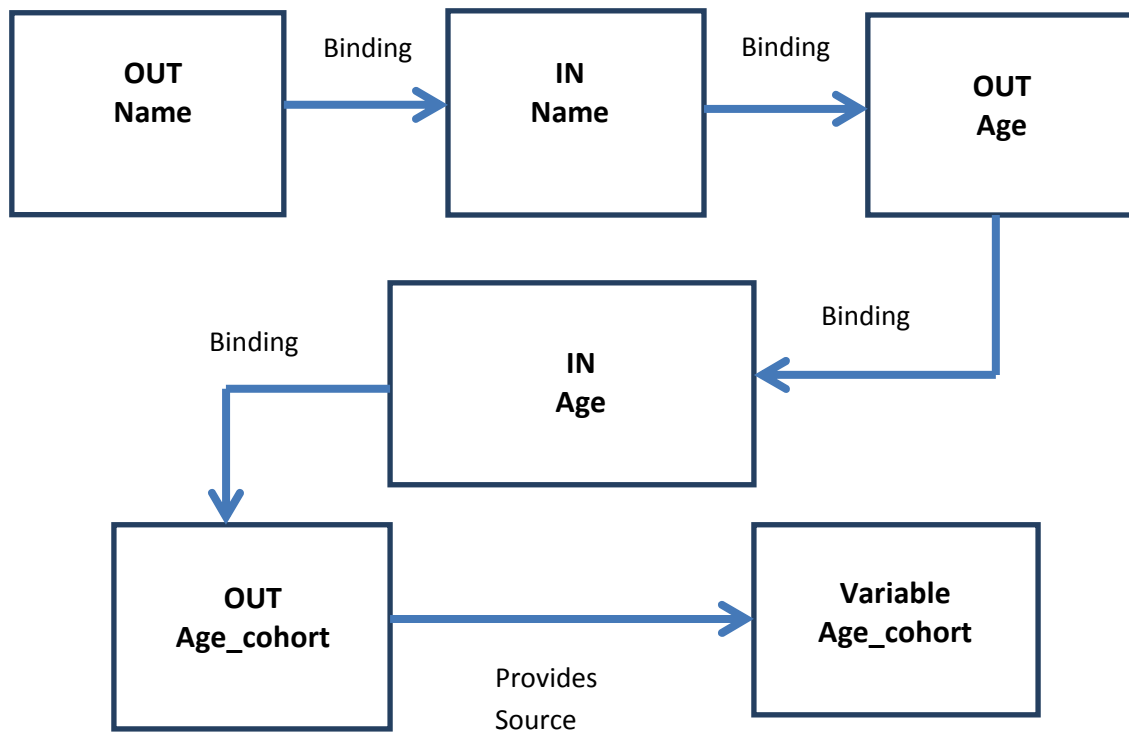 OUT
Name
Binding
IN
Name
Binding
OUT
Age
Binding
IN
Age
Binding
OUT
Age_cohort
Provides
Source
Variable
Age_cohort